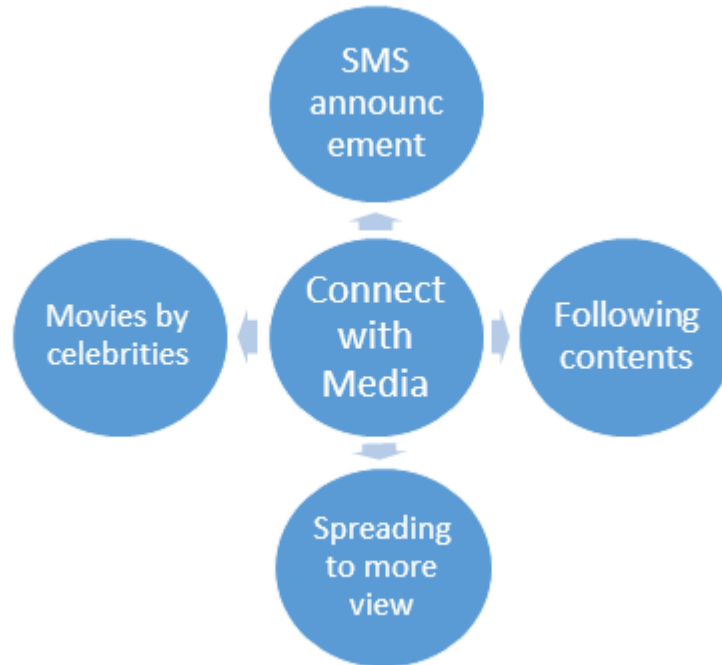 SMS
announc
ement
Movies by
celebrities
Connect
with
Media
Following
contents
Spreading
to more
view